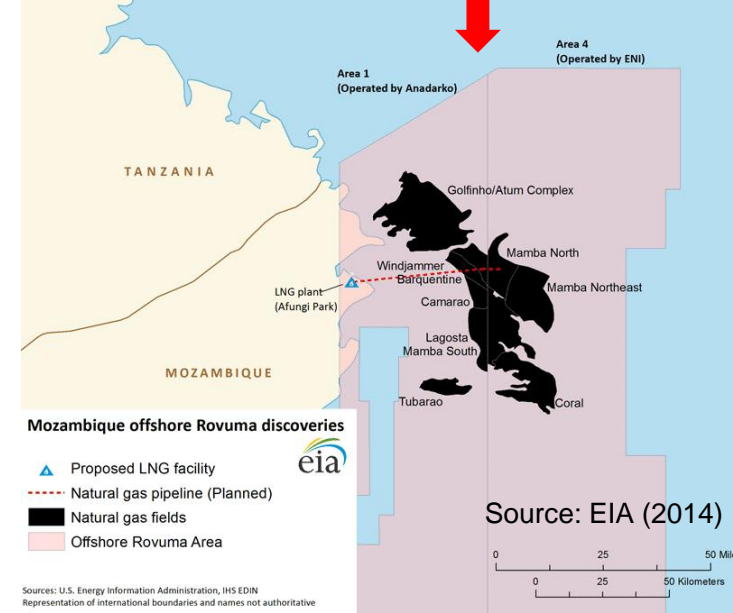 Area 4
(Operated by ENI)
Area 1
(Operated by Anadarko)
TANZANIA
Golfinho/Atum Complex
Mamba North
Windjammer
Barquentine
Mamba Northeast
LNG plant
(Afungi Park)
Camarao
Lagosta
Mamba South
MOZAMBIQUE
Tubarao
Coral
Mozambique offshore Rovuma discoveries
eia
Proposed LNG facility
Natural gas pipeline (Planned)
Natural gas fields
Offshore Rovuma Area
Source: EIA (2014)
0 25 50 Mil
0 25 50 Kilometers
Sources: U.S. Energy Information Administration, IHS EDIN
Representation of international boundaries and names not authoritative